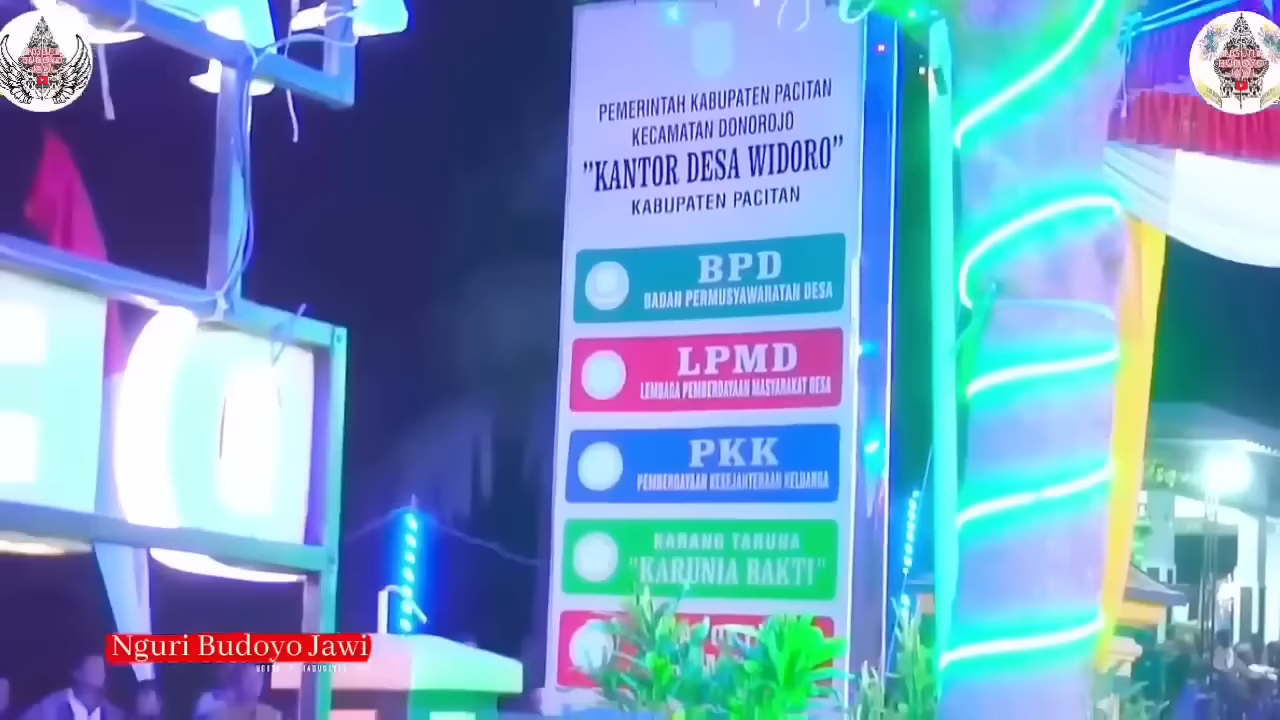 PEMERINTAH KABUPATEN PACITAN
KECAMATAN DONOROJO
"KANTOR DESA WIDORO"
KABUPATEN PACITAN
BPD
BADAN PERMUSYAWARATAN DESA
LPMD
LEMBAGA PEMBERDAYAAN MASYARAKAT DESA
PKK
PEMBERDAYAAN KESEJAHTERAAN KELUARGA
KARANG TARUNA
"KARUNIA BAKTI"
Nguri Budoyo Jawi